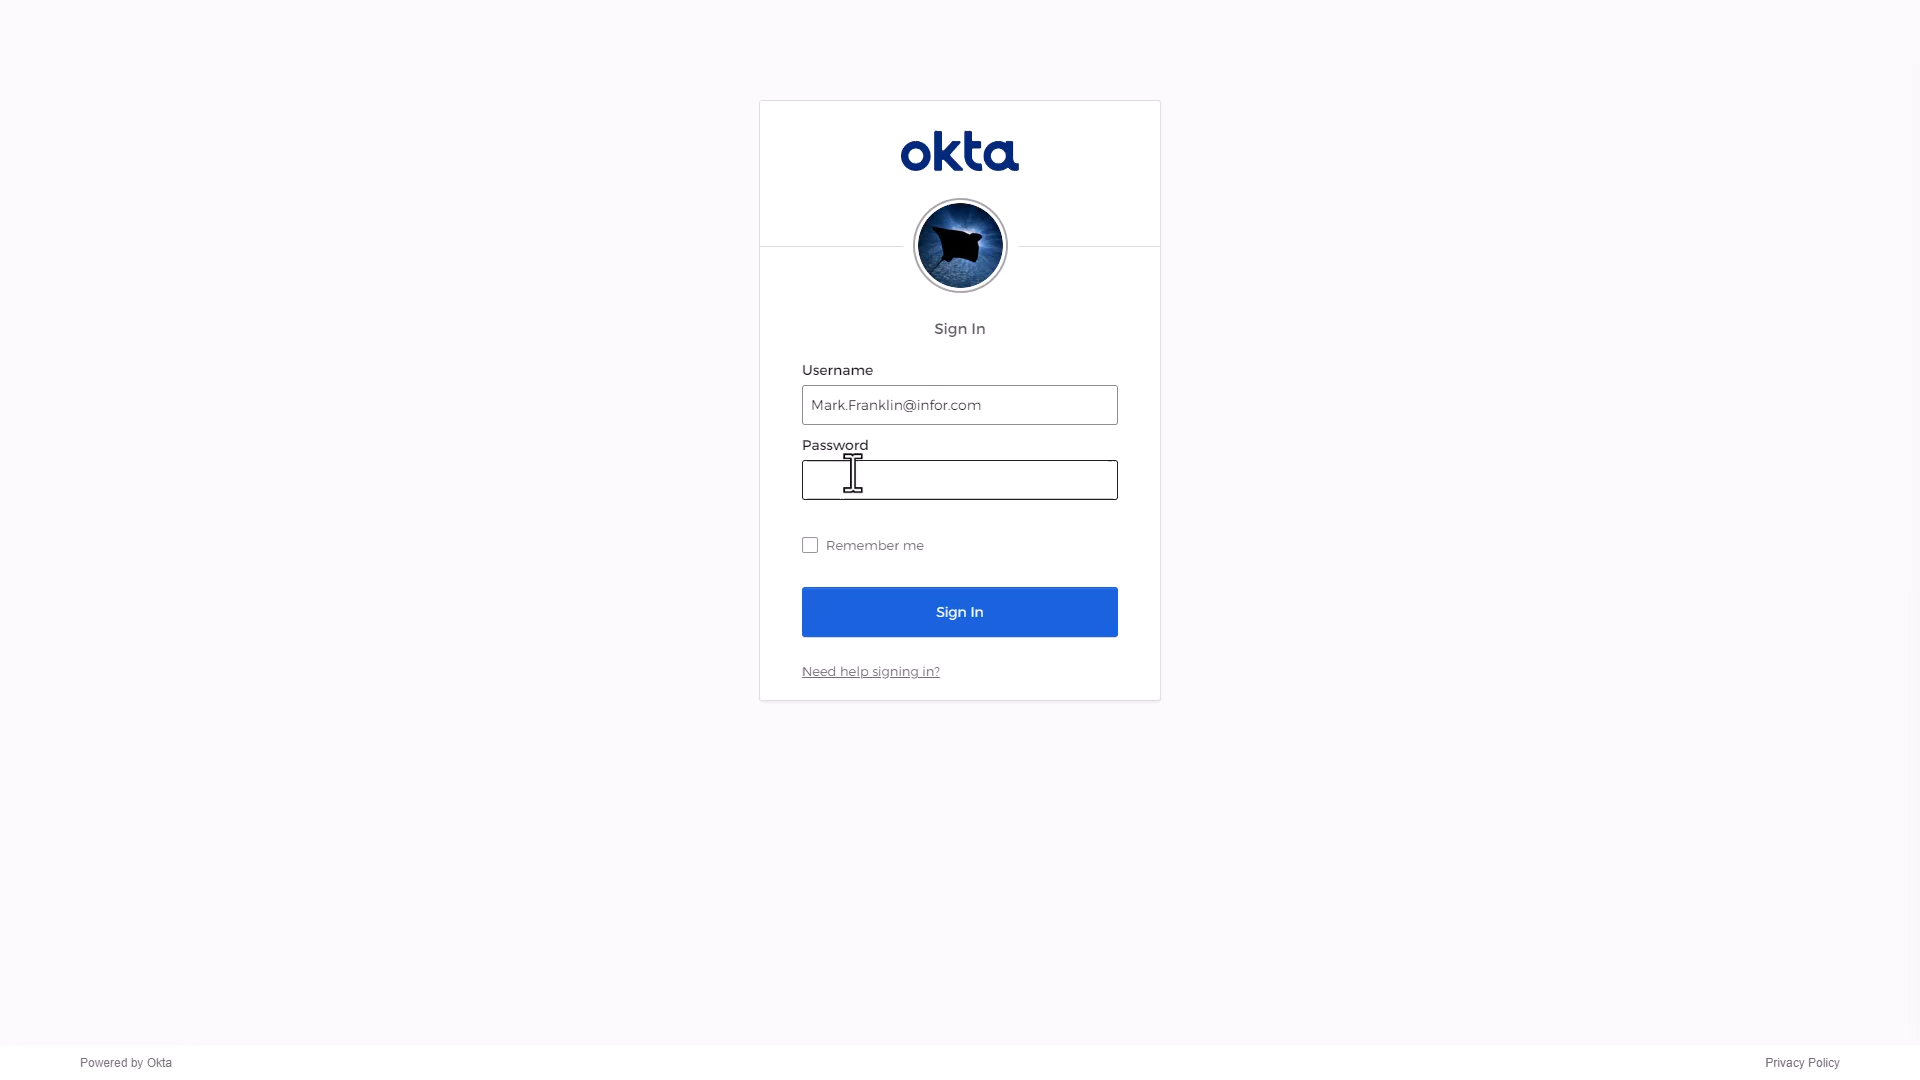 okta
Sign In
Username
Mark.Franklin@infor.com
Password
Remember me
Sign In
Need help signing in?
Powered by Okta
Privacy Policy